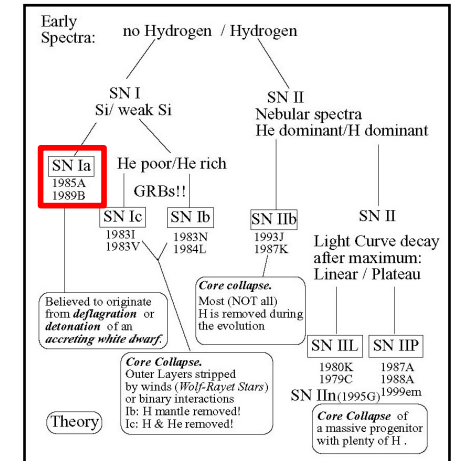 Early
Spectra:
no Hydrogen / Hydrogen
SN I
Si/ weak Si
SN II
Nebular spectra
He dominant/H dominant
SN Ia
1985A
1989B
He poor/He rich
GRBs!!
SN Ic
1983I
1983V
SN Ib
1983N
1984L
SN IIb
1993J
1987K
SN II
Light Curve decay
after maximum:
Linear / Plateau
Believed to originate
from deflagration or
detonation of an
accreting white dwarf.
Core collapse.
Most (NOT all)
H is removed during
the evolution
SN IIL
1980K
1979C
SN IIP
1987A
1988A
1999em
SN IIn(1995G)
Core Collapse.
Outer Layers stripped
by winds (Wolf-Rayet Stars)
or binary interactions
Ib: H mantle removed!
Ic: H & He removed!
Core Collapse of
a massive progenitor
with plenty of H .
Theory